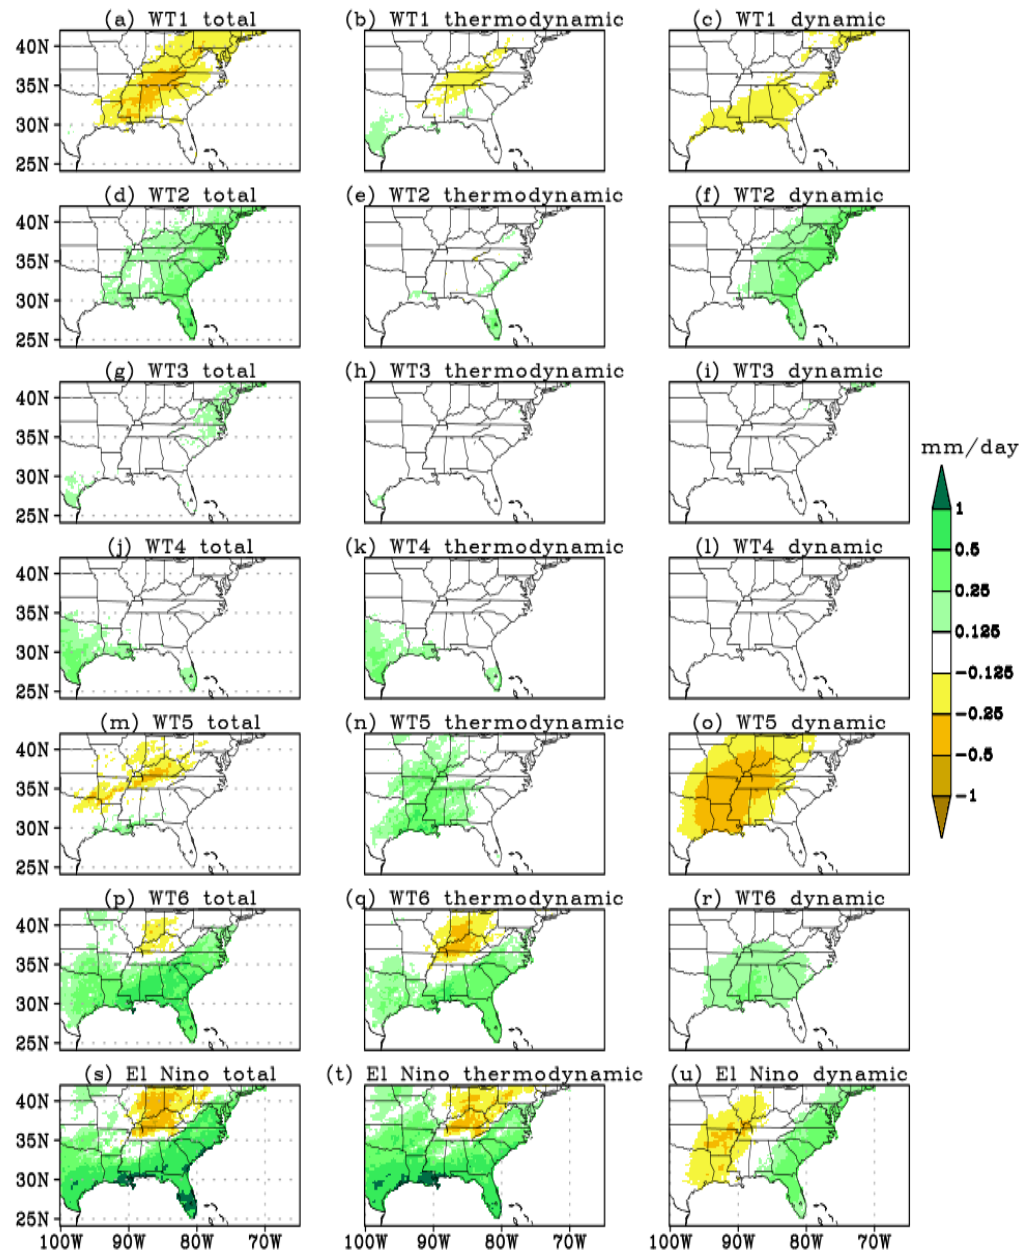 (a) WT1 total (b) WT1 thermodynamic (c) WT1 dynamic
40N
35N
30N
25N
(d) WT2 total (e) WT2 thermodynamic (f) WT2 dynamic
40N
35N
30N
25N
(g) WT3 total (h) WT3 thermodynamic (i) WT3 dynamic
40N
35N
30N
25N
mm/day
1
0.5
0.25
0.125
-0.125
-0.25
-0.5
-1
(j) WT4 total (k) WT4 thermodynamic (l) WT4 dynamic
40N
35N
30N
25N
(m) WT5 total (n) WT5 thermodynamic (o) WT5 dynamic
40N
35N
30N
25N
(p) WT6 total (q) WT6 thermodynamic (r) WT6 dynamic
40N
35N
30N
25N
(s) El Nino total (t) El Nino thermodynamic (u) El Nino dynamic
40N
35N
30N
25N
100W 90W 80W 70W 100W 90W 80W 70W 100W 90W 80W 70W